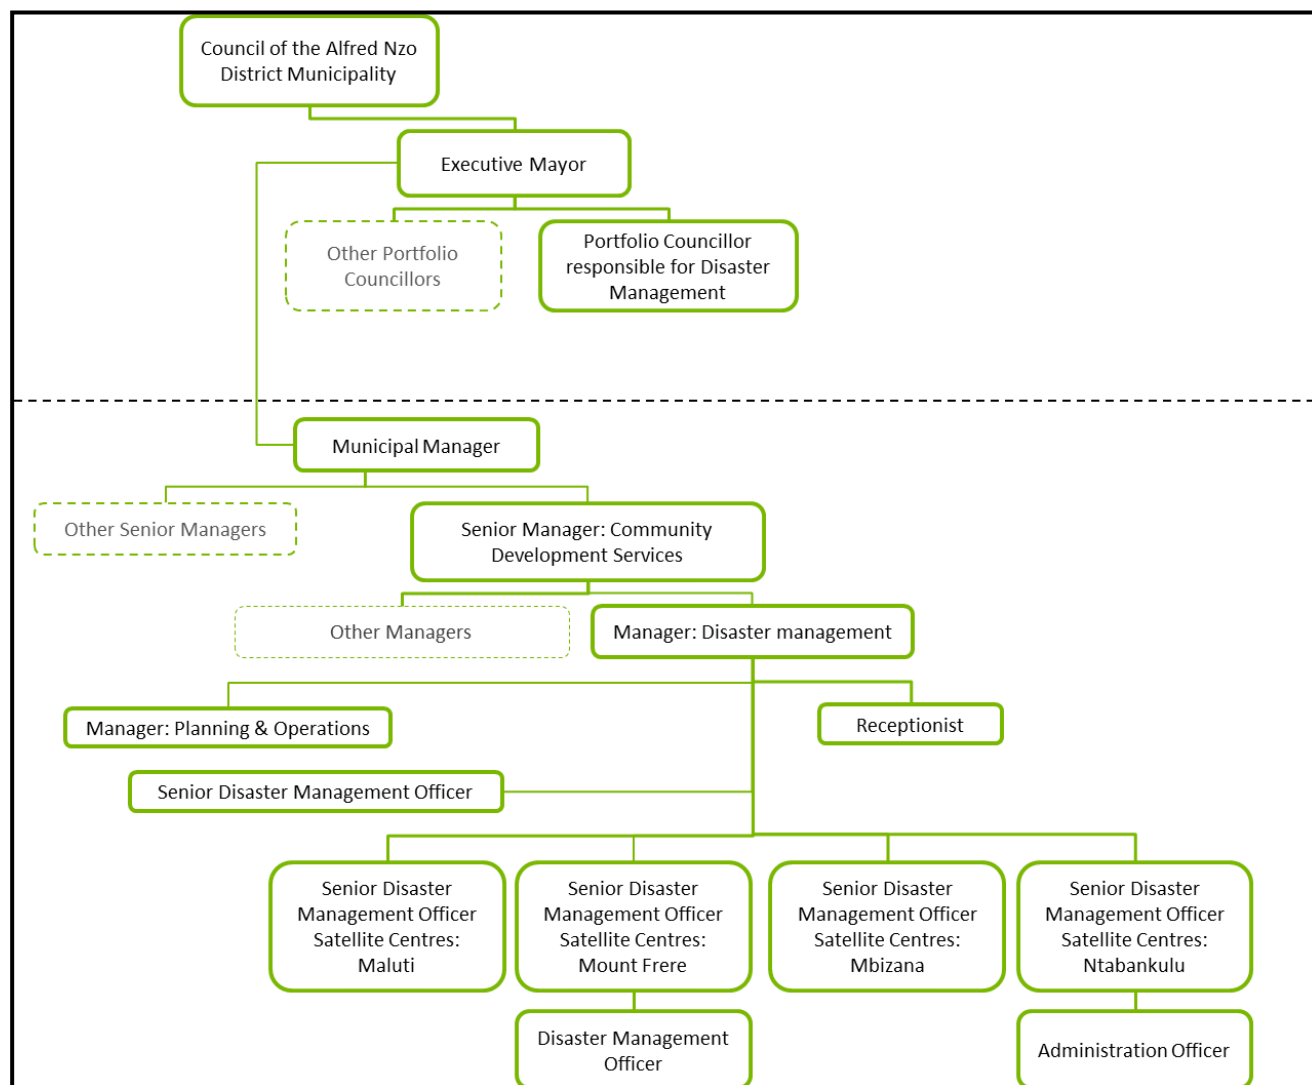 Council of the Alfred Nzo
District Municipality
Executive Mayor
Other Portfolio
Councillors
Portfolio Councillor
responsible for Disaster
Management
Municipal Manager
Other Senior Managers
Senior Manager: Community
Development Services
Other Managers
Manager: Disaster management
Manager: Planning & Operations
Receptionist
Senior Disaster Management Officer
Senior Disaster
Management Officer
Satellite Centres:
Maluti
Senior Disaster
Management Officer
Satellite Centres:
Mount Frere
Senior Disaster
Management Officer
Satellite Centres:
Mbizana
Senior Disaster
Management Officer
Satellite Centres:
Ntabankulu
Disaster Management
Officer
Administration Officer